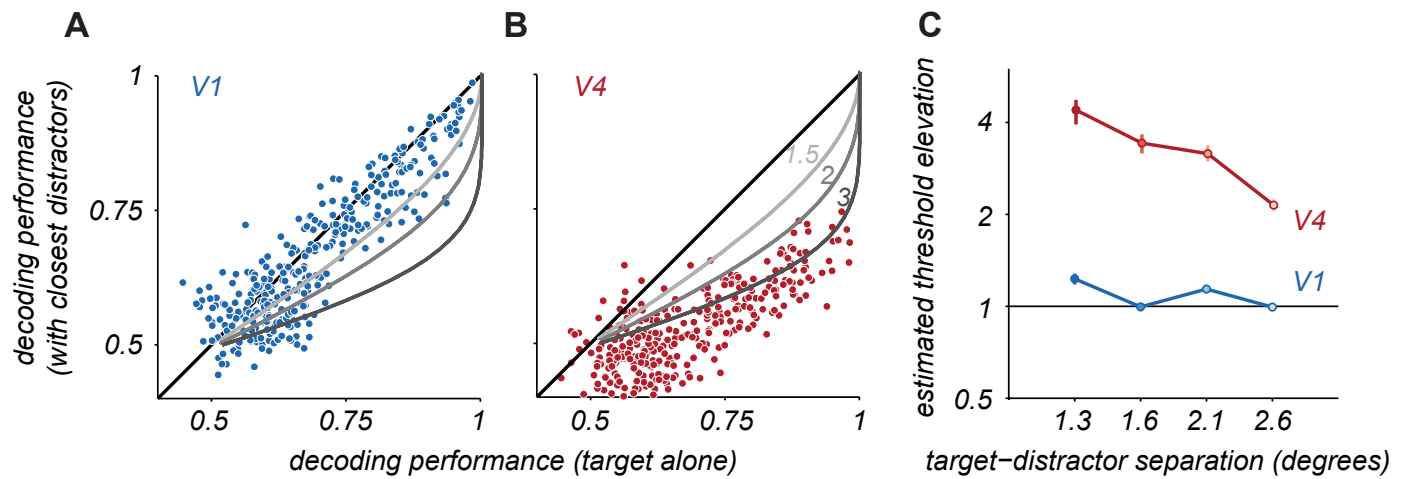 A
B
C
decoding performance
(with closest distractors)
1
0.75
0.5
V1
0.5
0.75
1
V4
1.5
2
3
0.5
0.75
1
decoding performance (target alone)
estimated threshold elevation
4
2
1
0.5
V4
V1
1.3
1.6
2.1
2.6
target−distractor separation (degrees)